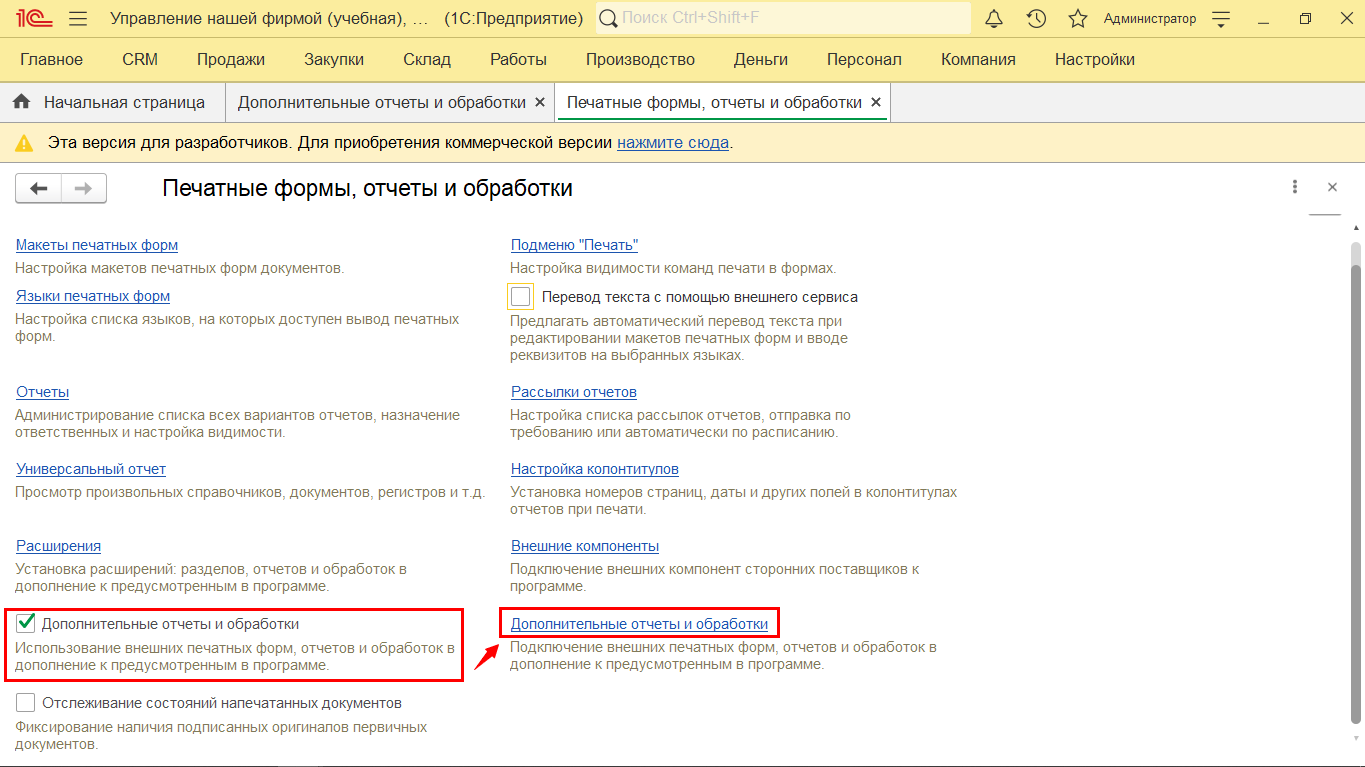 1С Управление нашей фирмой (учебная), ... (1С:Предприятие) Поиск Ctrl+Shift+F Администратор
Главное CRM Продажи Закупки Склад Работы Производство Деньги Персонал Компания Настройки
Начальная страница Дополнительные отчеты и обработки × Печатные формы, отчеты и обработки ×
Эта версия для разработчиков. Для приобретения коммерческой версии нажмите сюда.
Печатные формы, отчеты и обработки
Макеты печатных форм
Настройка макетов печатных форм документов.
Подменю "Печать"
Настройка видимости команд печати в формах.
Языки печатных форм
Настройка списка языков, на которых доступен вывод печатных
форм.
Перевод текста с помощью внешнего сервиса
Предлагать автоматический перевод текста при
редактировании макетов печатных форм и вводе
реквизитов на выбранных языках.
Отчеты
Администрирование списка всех вариантов отчетов, назначение
ответственных и настройка видимости.
Рассылки отчетов
Настройка списка рассылок отчетов, отправка по
требованию или автоматически по расписанию.
Универсальный отчет
Просмотр произвольных справочников, документов, регистров и т.д.
Настройка колонтитулов
Установка номеров страниц, даты и других полей в колонтитулах
отчетов при печати.
Расширения
Установка расширений: разделов, отчетов и обработок в
дополнение к предусмотренным в программе.
Внешние компоненты
Подключение внешних компонент сторонних поставщиков к
программе.
Дополнительные отчеты и обработки
Использование внешних печатных форм, отчетов и обработок в
дополнение к предусмотренным в программе.
Дополнительные отчеты и обработки
Подключение внешних печатных форм, отчетов и обработок в
дополнение к предусмотренным в программе.
Отслеживание состояний напечатанных документов
Фиксирование наличия подписанных оригиналов первичных
документов.